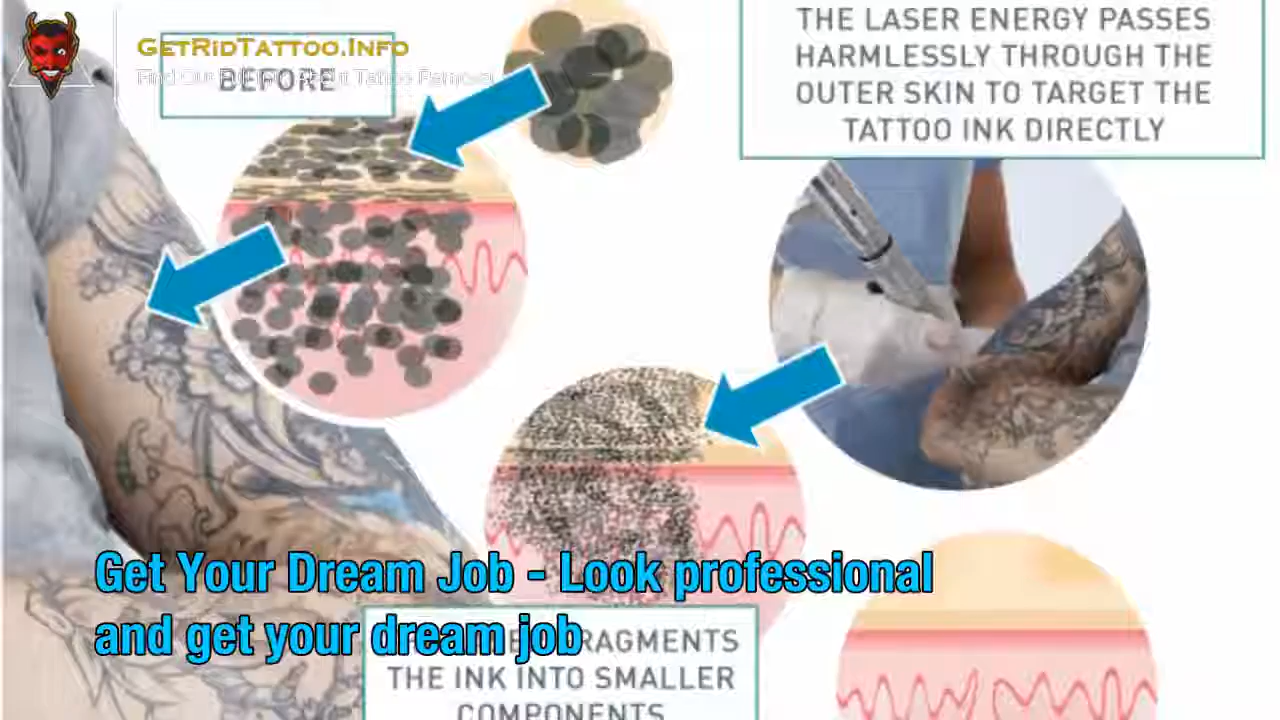 GetRidTattoo.Info
BEFORE
THE LASER ENERGY PASSES
HARMLESSLY THROUGH THE
OUTER SKIN TO TARGET THE
TATTOO INK DIRECTLY
Get Your Dream Job - Look professional
and get your dream job
THE INK INTO SMALLER
COMPONENTS